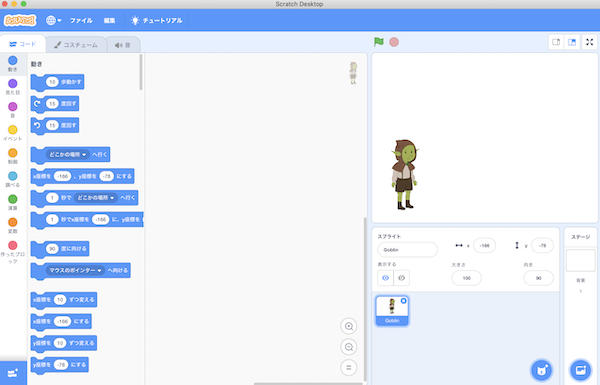 Scratch Desktop
SCRATCH
ファイル
編集
チュートリアル
コード
コスチューム
音
動き
見た目
音
イベント
制御
調べる
演算
変数
作ったブロック
動き
10 歩動かす
15 度回す
15 度回す
どこかの場所 へ行く
x座標を -166 、y座標を -78 にする
1 秒で どこかの場所 へ行く
1 秒でx座標を -166 に、y座標を
90 度に向ける
マウスのポインター へ向ける
x座標を 10 ずつ変える
x座標を -166 にする
y座標を 10 ずつ変える
y座標を -78 にする
スプライト
Goblin
x -166
y -78
表示する
大きさ
100
向き
90
Goblin
ステージ
背景
1